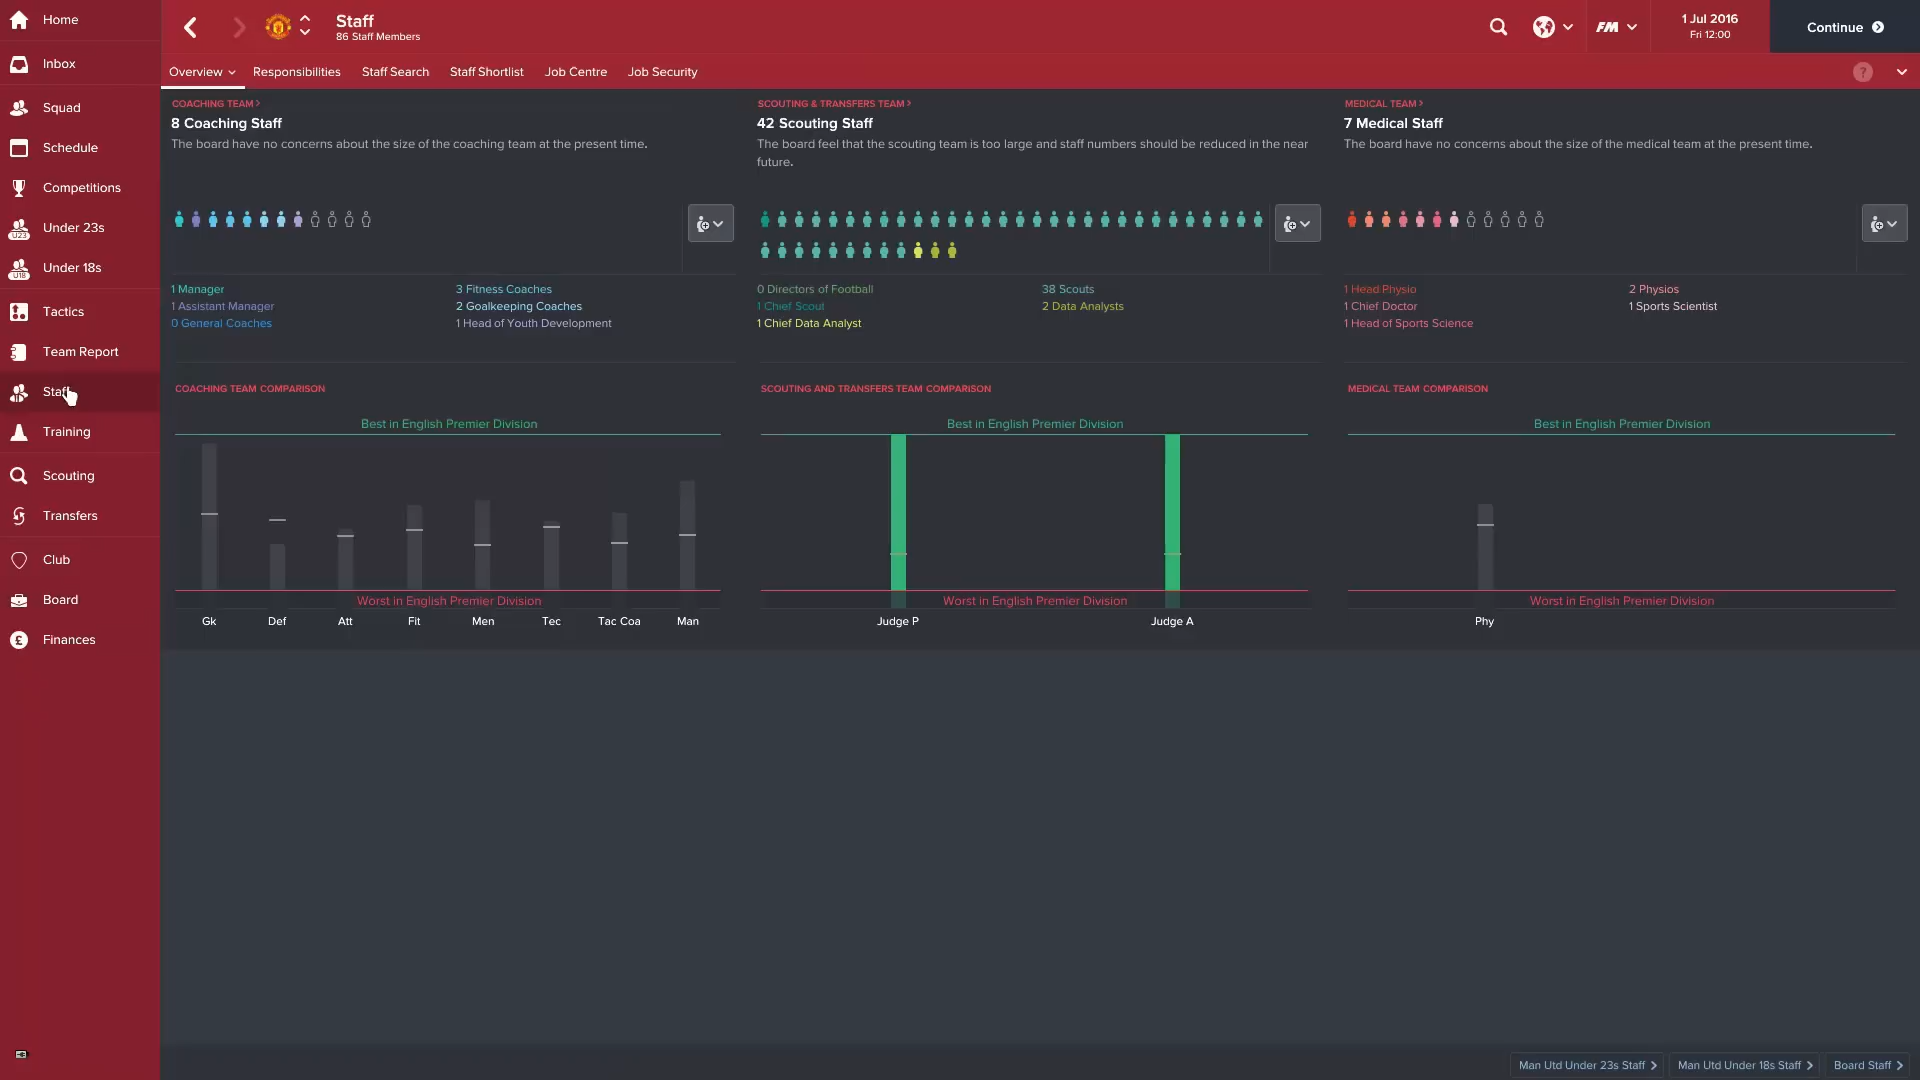 Home
Inbox
Squad
Schedule
Competitions
Under 23s
Under 18s
Tactics
Team Report
Staff
Training
Scouting
Transfers
Club
Board
Finances
Staff
86 Staff Members
FM
1 Jul 2016
Fri 12:00
Continue
Overview
Responsibilities
Staff Search
Staff Shortlist
Job Centre
Job Security
?
COACHING TEAM >
8 Coaching Staff
The board have no concerns about the size of the coaching team at the present time.
1 Manager
1 Assistant Manager
0 General Coaches
3 Fitness Coaches
2 Goalkeeping Coaches
1 Head of Youth Development
SCOUTING & TRANSFERS TEAM >
42 Scouting Staff
The board feel that the scouting team is too large and staff numbers should be reduced in the near
future.
0 Directors of Football
1 Chief Scout
1 Chief Data Analyst
38 Scouts
2 Data Analysts
MEDICAL TEAM >
7 Medical Staff
The board have no concerns about the size of the medical team at the present time.
1 Head Physio
1 Chief Doctor
1 Head of Sports Science
2 Physios
1 Sports Scientist
COACHING TEAM COMPARISON
Best in English Premier Division
Worst in English Premier Division
Gk Def Att Fit Men Tec Tac Coa Man
SCOUTING AND TRANSFERS TEAM COMPARISON
Best in English Premier Division
Worst in English Premier Division
Judge P Judge A
MEDICAL TEAM COMPARISON
Best in English Premier Division
Worst in English Premier Division
Phy
Man Utd Under 23s Staff >
Man Utd Under 18s Staff >
Board Staff >